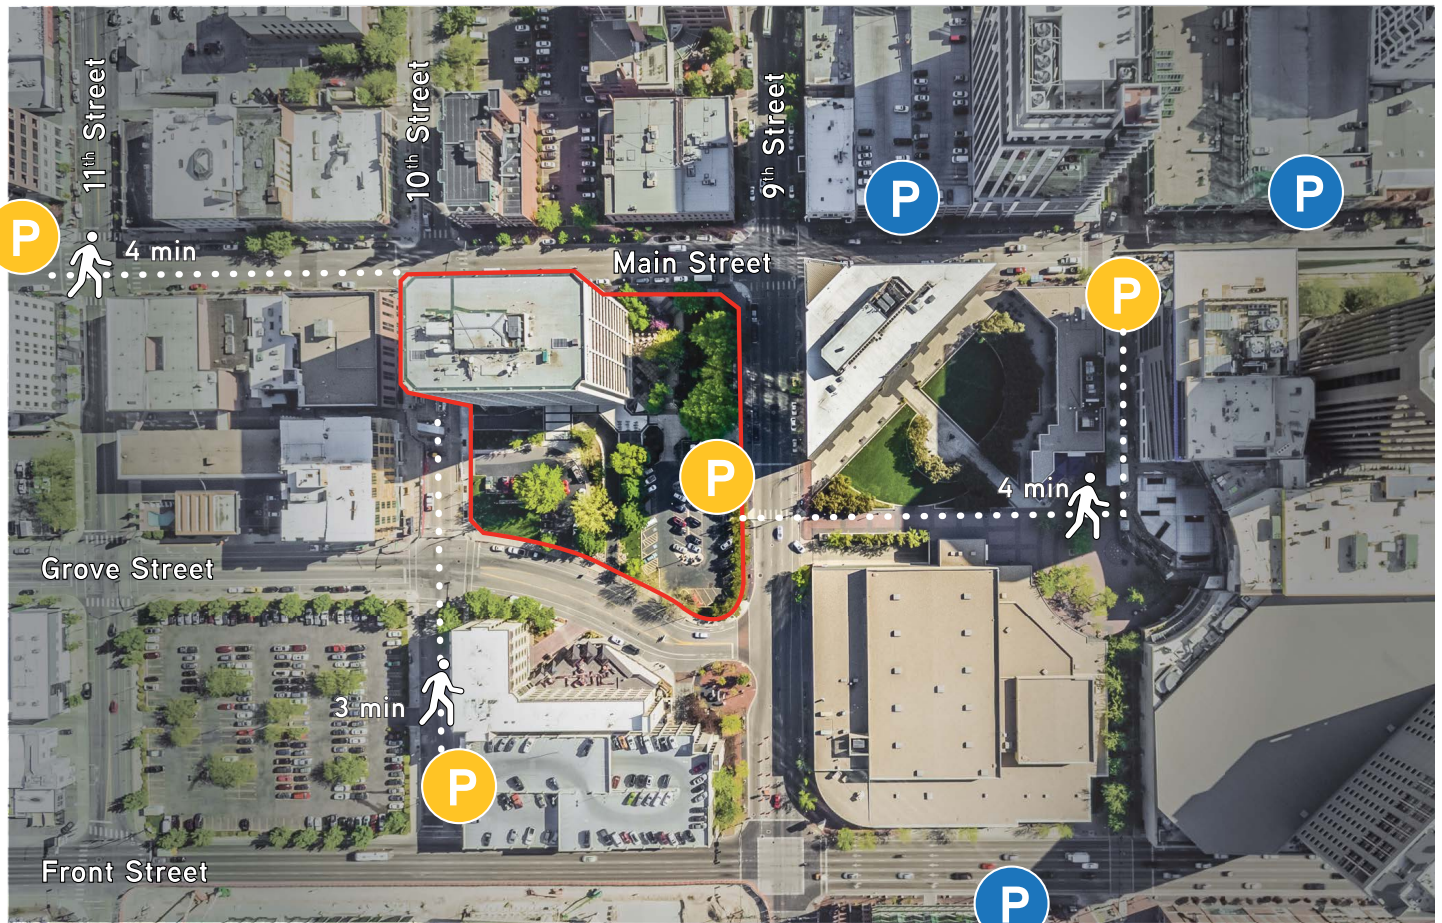 11th Street
10th Street
9th Street
P
P
P
4 min
Main Street
P
P
4 min
Grove Street
3 min
P
Front Street
P